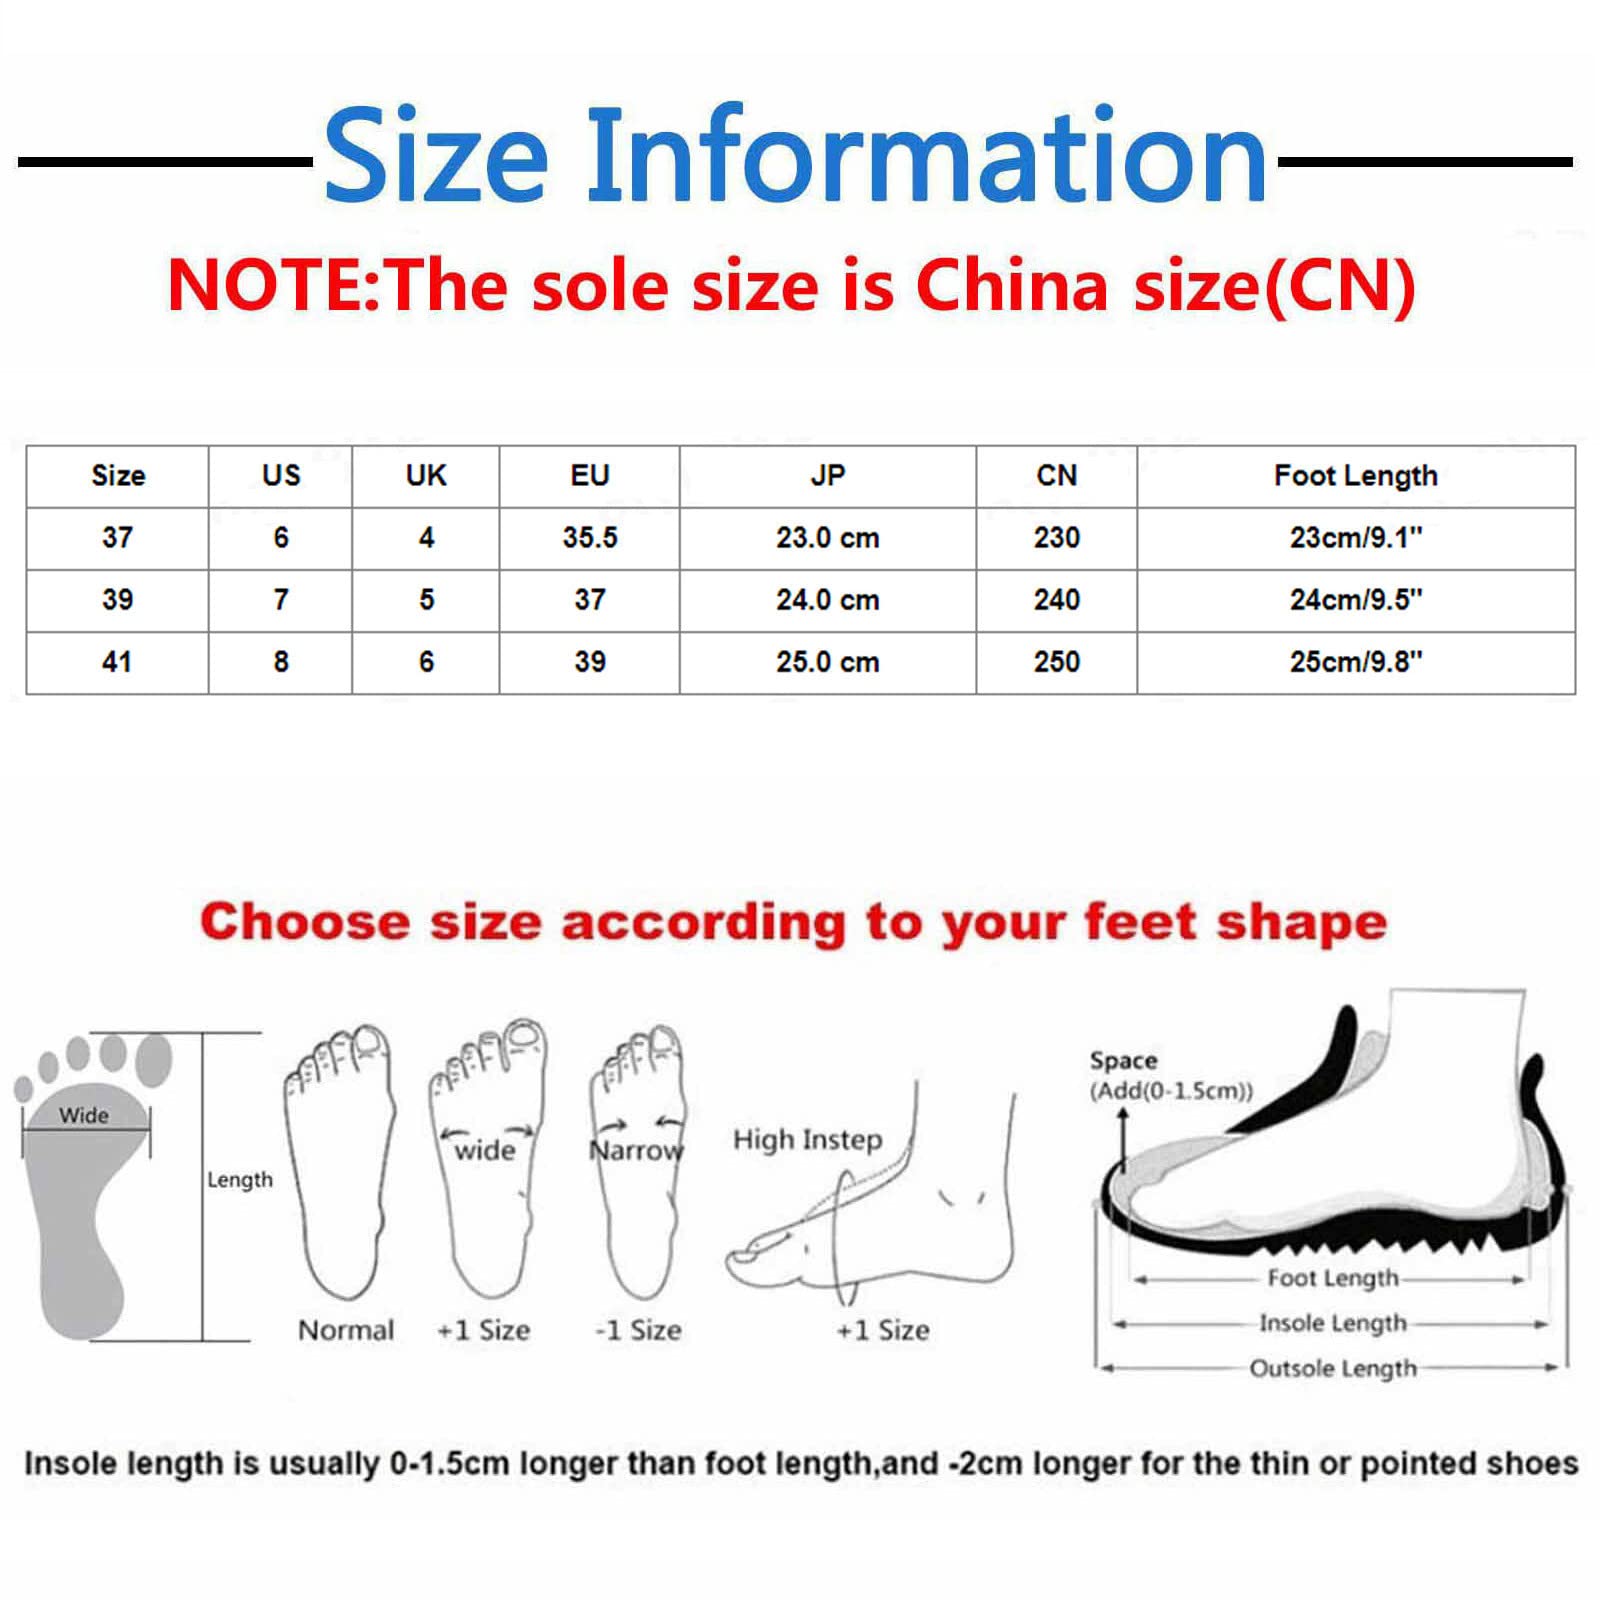 Size Information
NOTE:The sole size is China size(CN)
Size US UK EU JP CN Foot Length
37 6 4 35.5 23.0 cm 230 23cm/9.1"
39 7 5 37 24.0 cm 240 24cm/9.5"
41 8 6 39 25.0 cm 250 25cm/9.8"
Choose size according to your feet shape
Wide
Length
Normal
wide
+1 Size
Narrow
-1 Size
High Instep
+1 Size
Space
(Add(0-1.5cm))
Foot Length
Insole Length
Outsole Length
Insole length is usually 0-1.5cm longer than foot length,and -2cm longer for the thin or pointed shoes